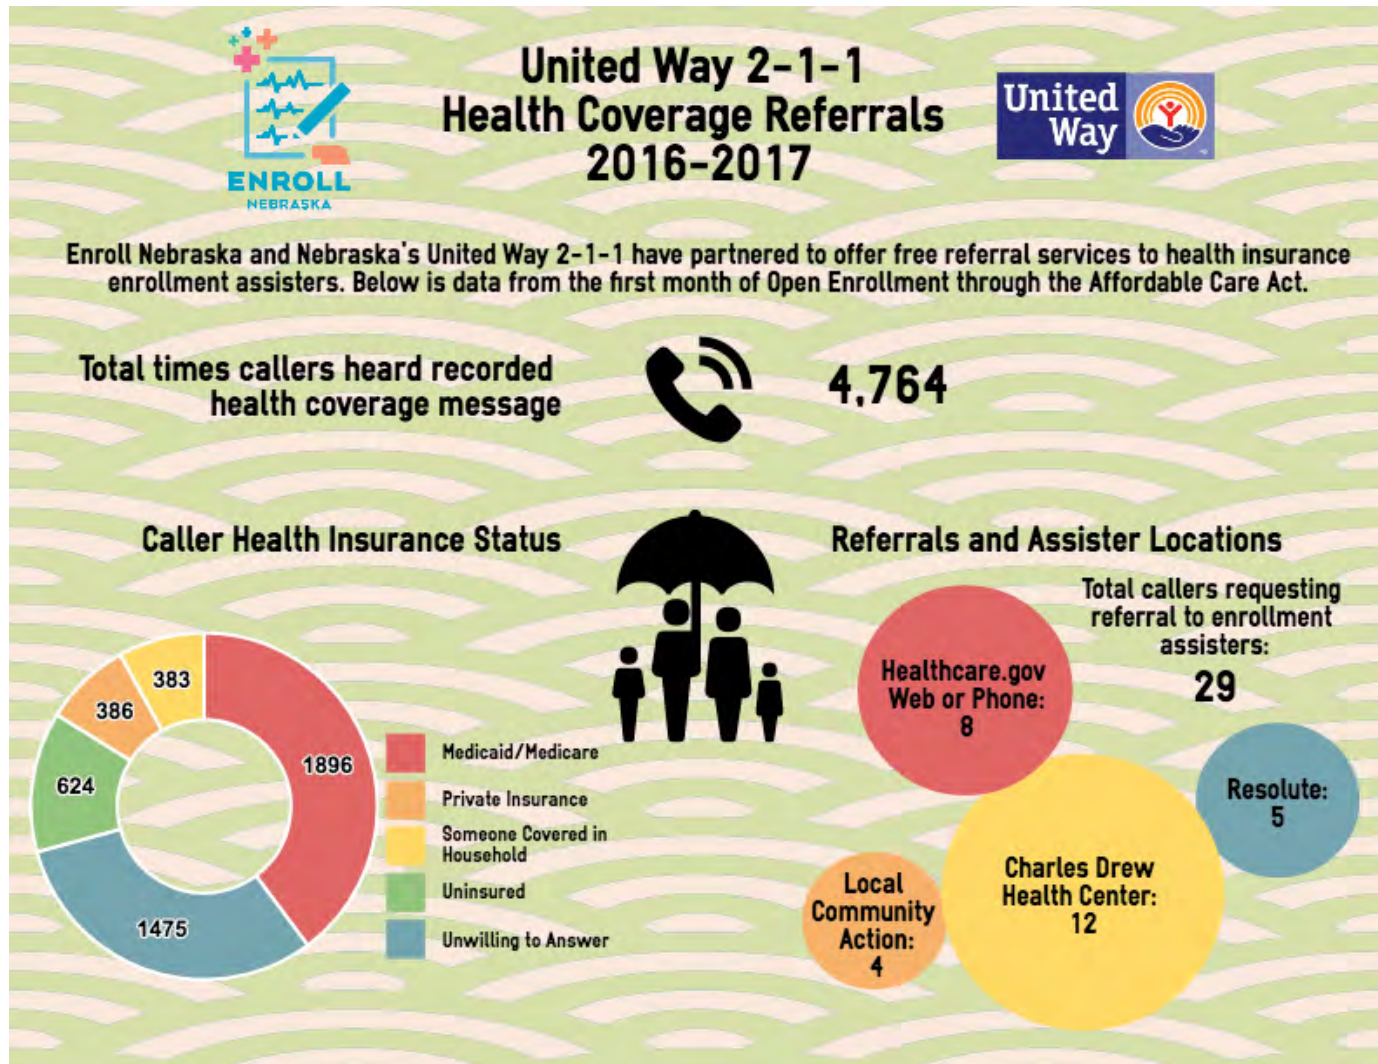 United Way 2-1-1
Health Coverage Referrals
2016-2017
ENROLL
NEBRASKA
United
Way
Enroll Nebraska and Nebraska's United Way 2-1-1 have partnered to offer free referral services to health insurance
enrollment assisters. Below is data from the first month of Open Enrollment through the Affordable Care Act.
Total times callers heard recorded
health coverage message
4,764
Caller Health Insurance Status
383
386
1896
624
1475
Medicaid/Medicare
Private Insurance
Someone Covered in
Household
Uninsured
Unwilling to Answer
Referrals and Assister Locations
Total callers requesting
referral to enrollment
assisters:
29
Healthcare.gov
Web or Phone:
8
Resolute:
5
Charles Drew
Health Center:
12
Local
Community
Action:
4